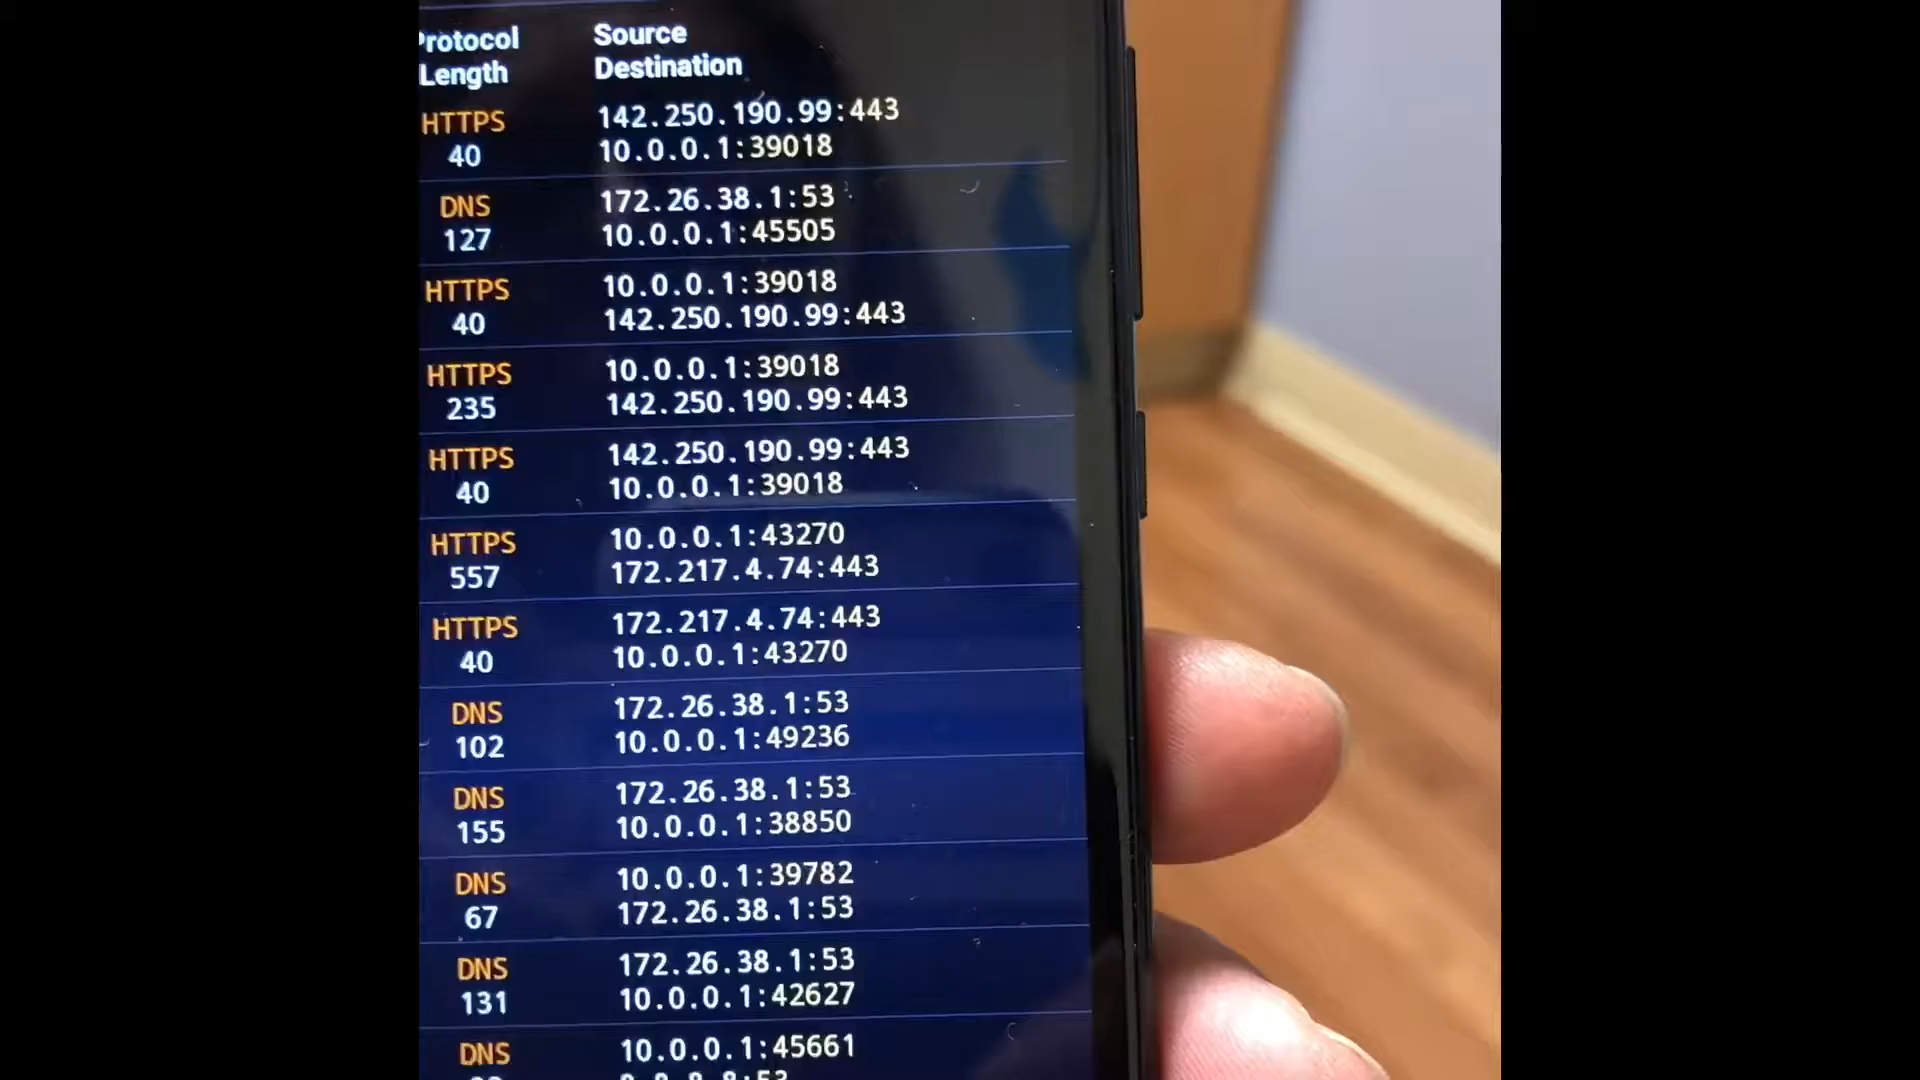 Protocol Source
Length Destination
HTTPS 142.250.190.99:443
40 10.0.0.1:39018
DNS 172.26.38.1:53
127 10.0.0.1:45505
HTTPS 10.0.0.1:39018
40 142.250.190.99:443
HTTPS 10.0.0.1:39018
235 142.250.190.99:443
HTTPS 142.250.190.99:443
40 10.0.0.1:39018
HTTPS 10.0.0.1:43270
557 172.217.4.74:443
HTTPS 172.217.4.74:443
40 10.0.0.1:43270
DNS 172.26.38.1:53
102 10.0.0.1:49236
DNS 172.26.38.1:53
155 10.0.0.1:38850
DNS 10.0.0.1:39782
67 172.26.38.1:53
DNS 172.26.38.1:53
131 10.0.0.1:42627
DNS 10.0.0.1:45661